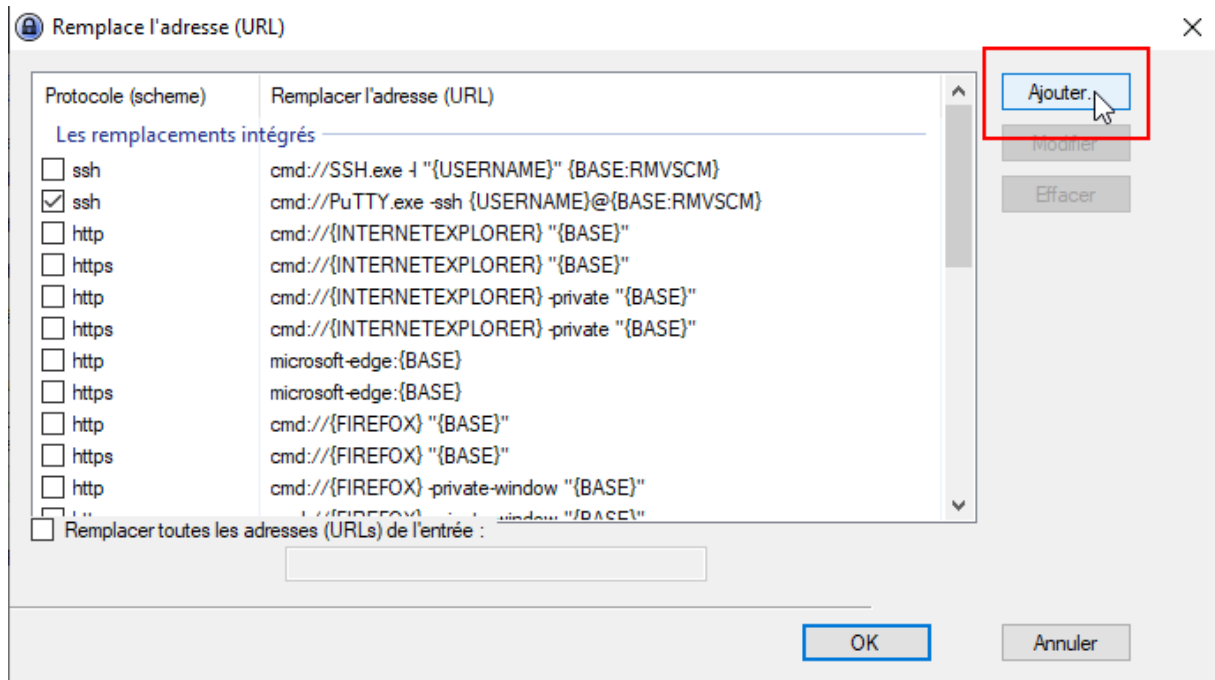 Remplace l'adresse (URL)
Protocole (scheme) Remplacer l'adresse (URL)
Ajouter...
Les remplacements intégrés
Modifier
ssh cmd://SSH.exe -l "{USERNAME}" {BASE:RMVSCM}
ssh cmd://PuTTY.exe -ssh {USERNAME}@{BASE:RMVSCM}
Effacer
http cmd://{INTERNETEXPLORER} "{BASE}"
https cmd://{INTERNETEXPLORER} "{BASE}"
http cmd://{INTERNETEXPLORER} -private "{BASE}"
https cmd://{INTERNETEXPLORER} -private "{BASE}"
http microsoft-edge:{BASE}
https microsoft-edge:{BASE}
http cmd://{FIREFOX} "{BASE}"
https cmd://{FIREFOX} "{BASE}"
http cmd://{FIREFOX} -private-window "{BASE}"
Remplacer toutes les adresses (URLs) de l'entrée :
OK
Annuler